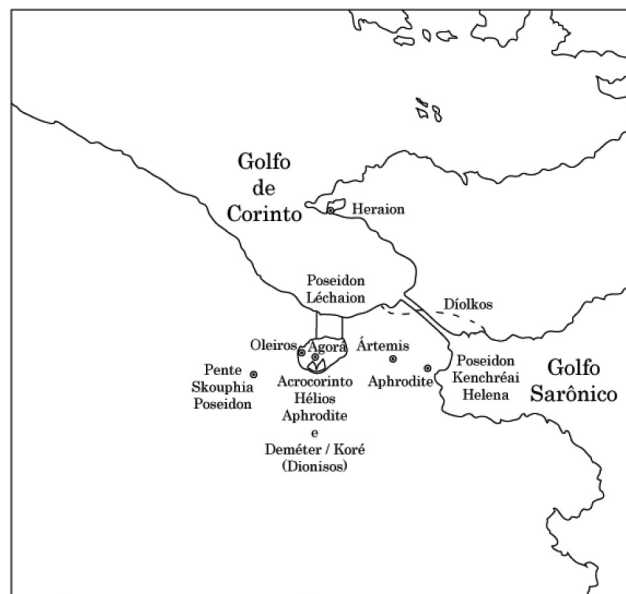 Golfo
de
Corinto
Heraion
Poseidon
Léchaion
Díolkos
Oleiros
Agorá
Ártemis
Pente
Skouphia
Poseidon
Acrocorinto
Hélios
Aphrodite
e
Deméter / Koré
(Dionisos)
Aphrodite
Poseidon
Kenchréai
Helena
Golfo
Sarônico